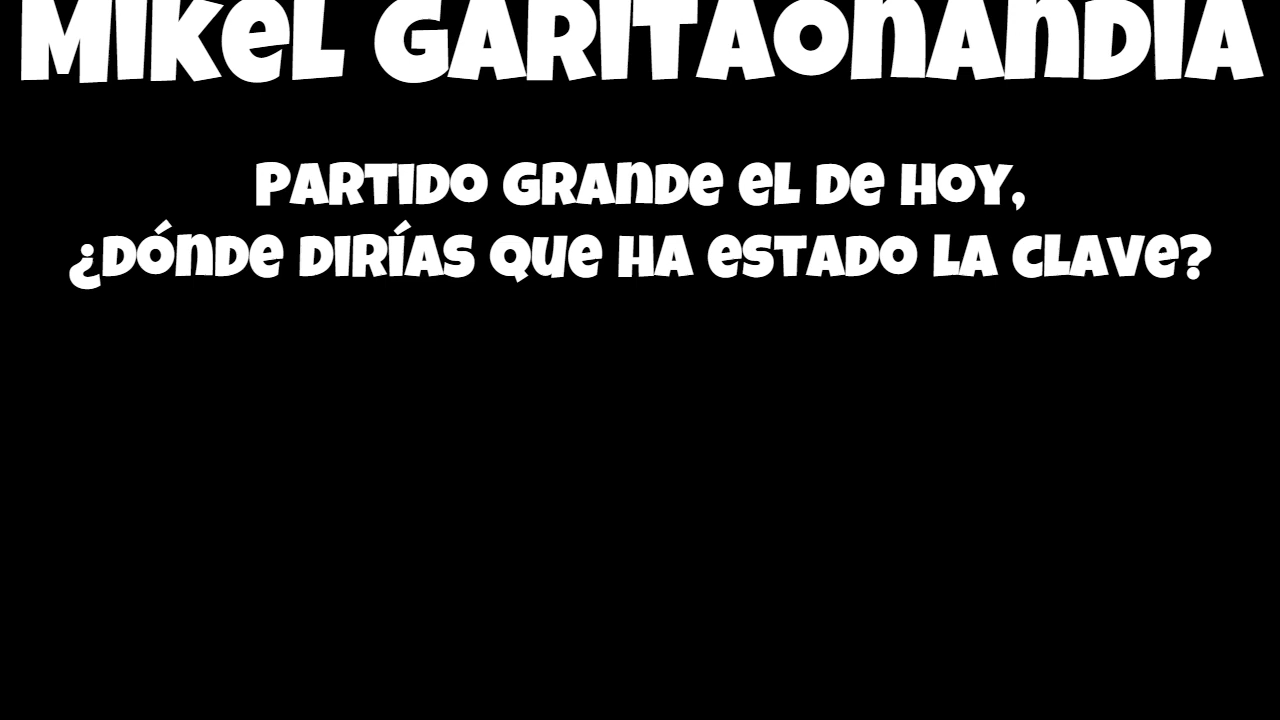 Mikel Garitaonandia
Partido grande el de hoy,
¿dónde dirías que ha estado la clave?